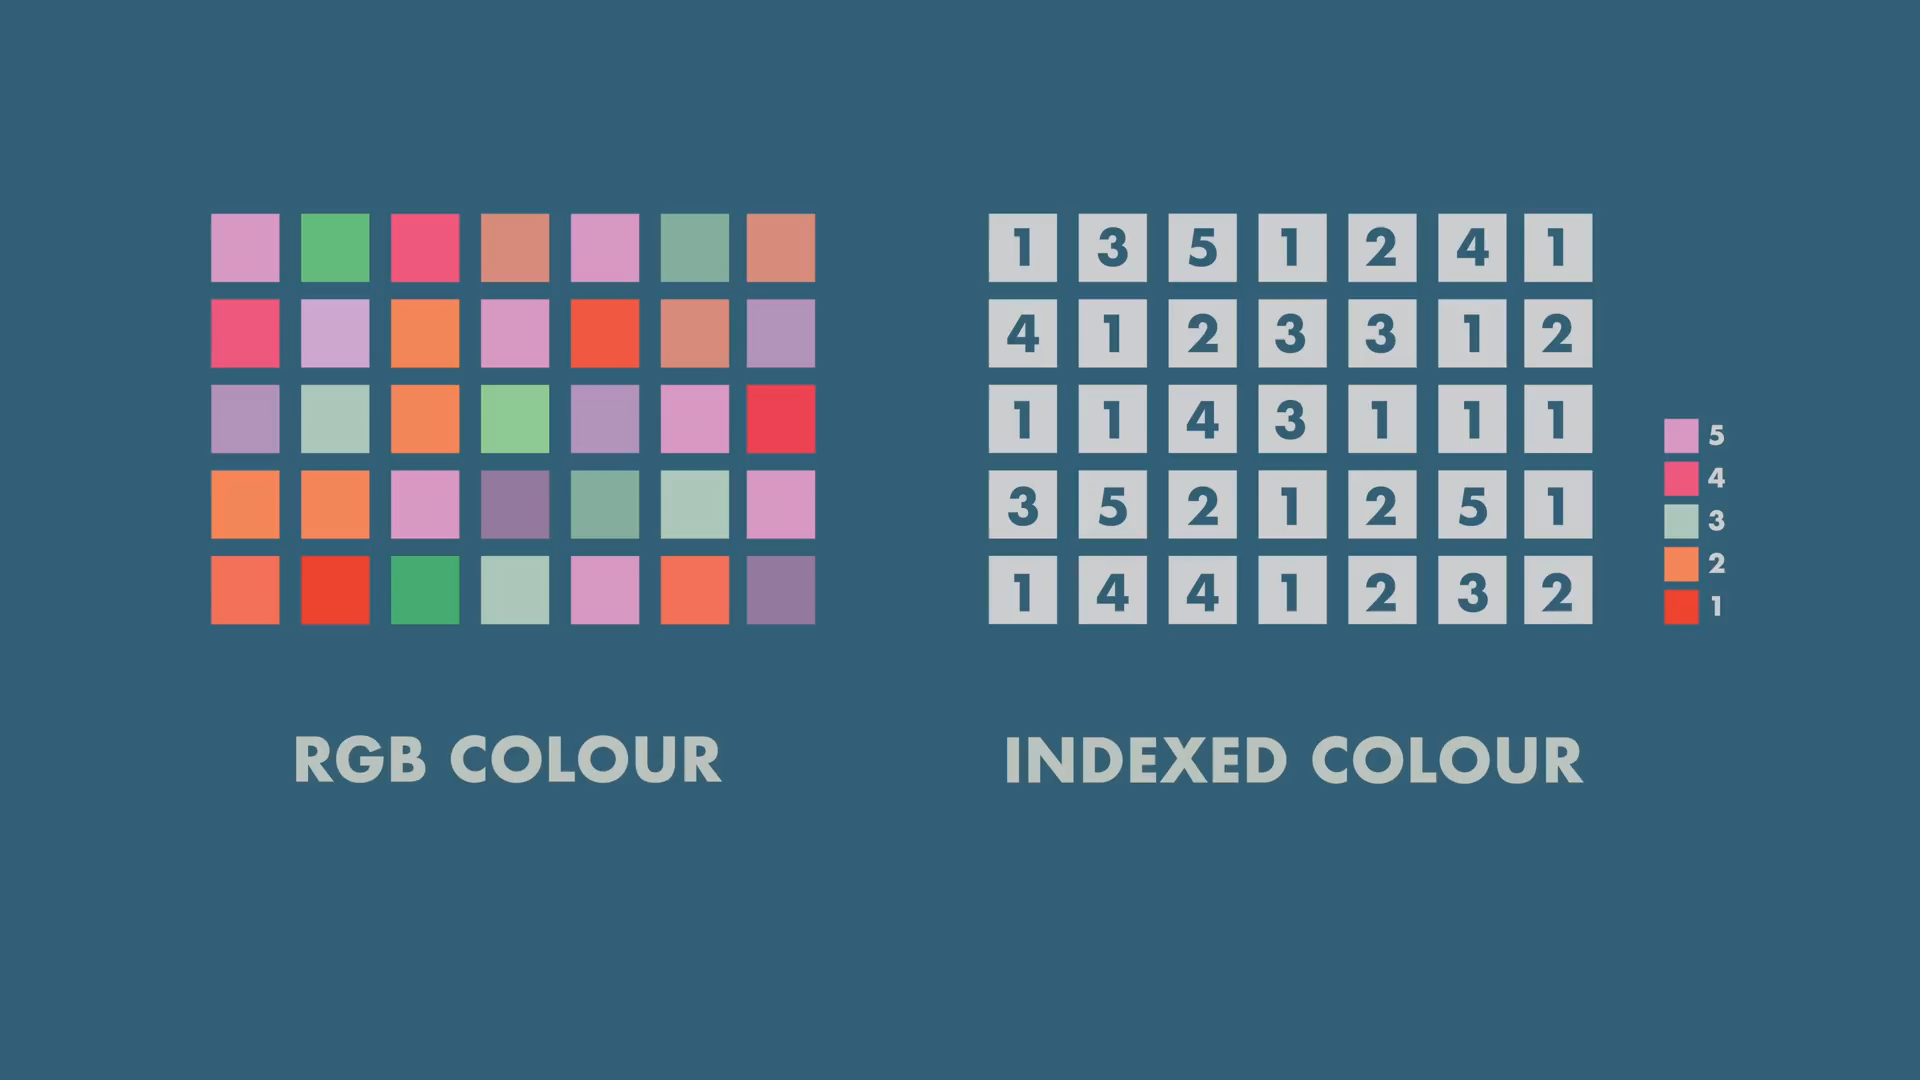 1 3 5 1 2 4 1
4 1 2 3 3 1 2
1 1 4 3 1 1 1
3 5 2 1 2 5 1
1 4 4 1 2 3 2
5
4
3
2
1
RGB COLOUR
INDEXED COLOUR